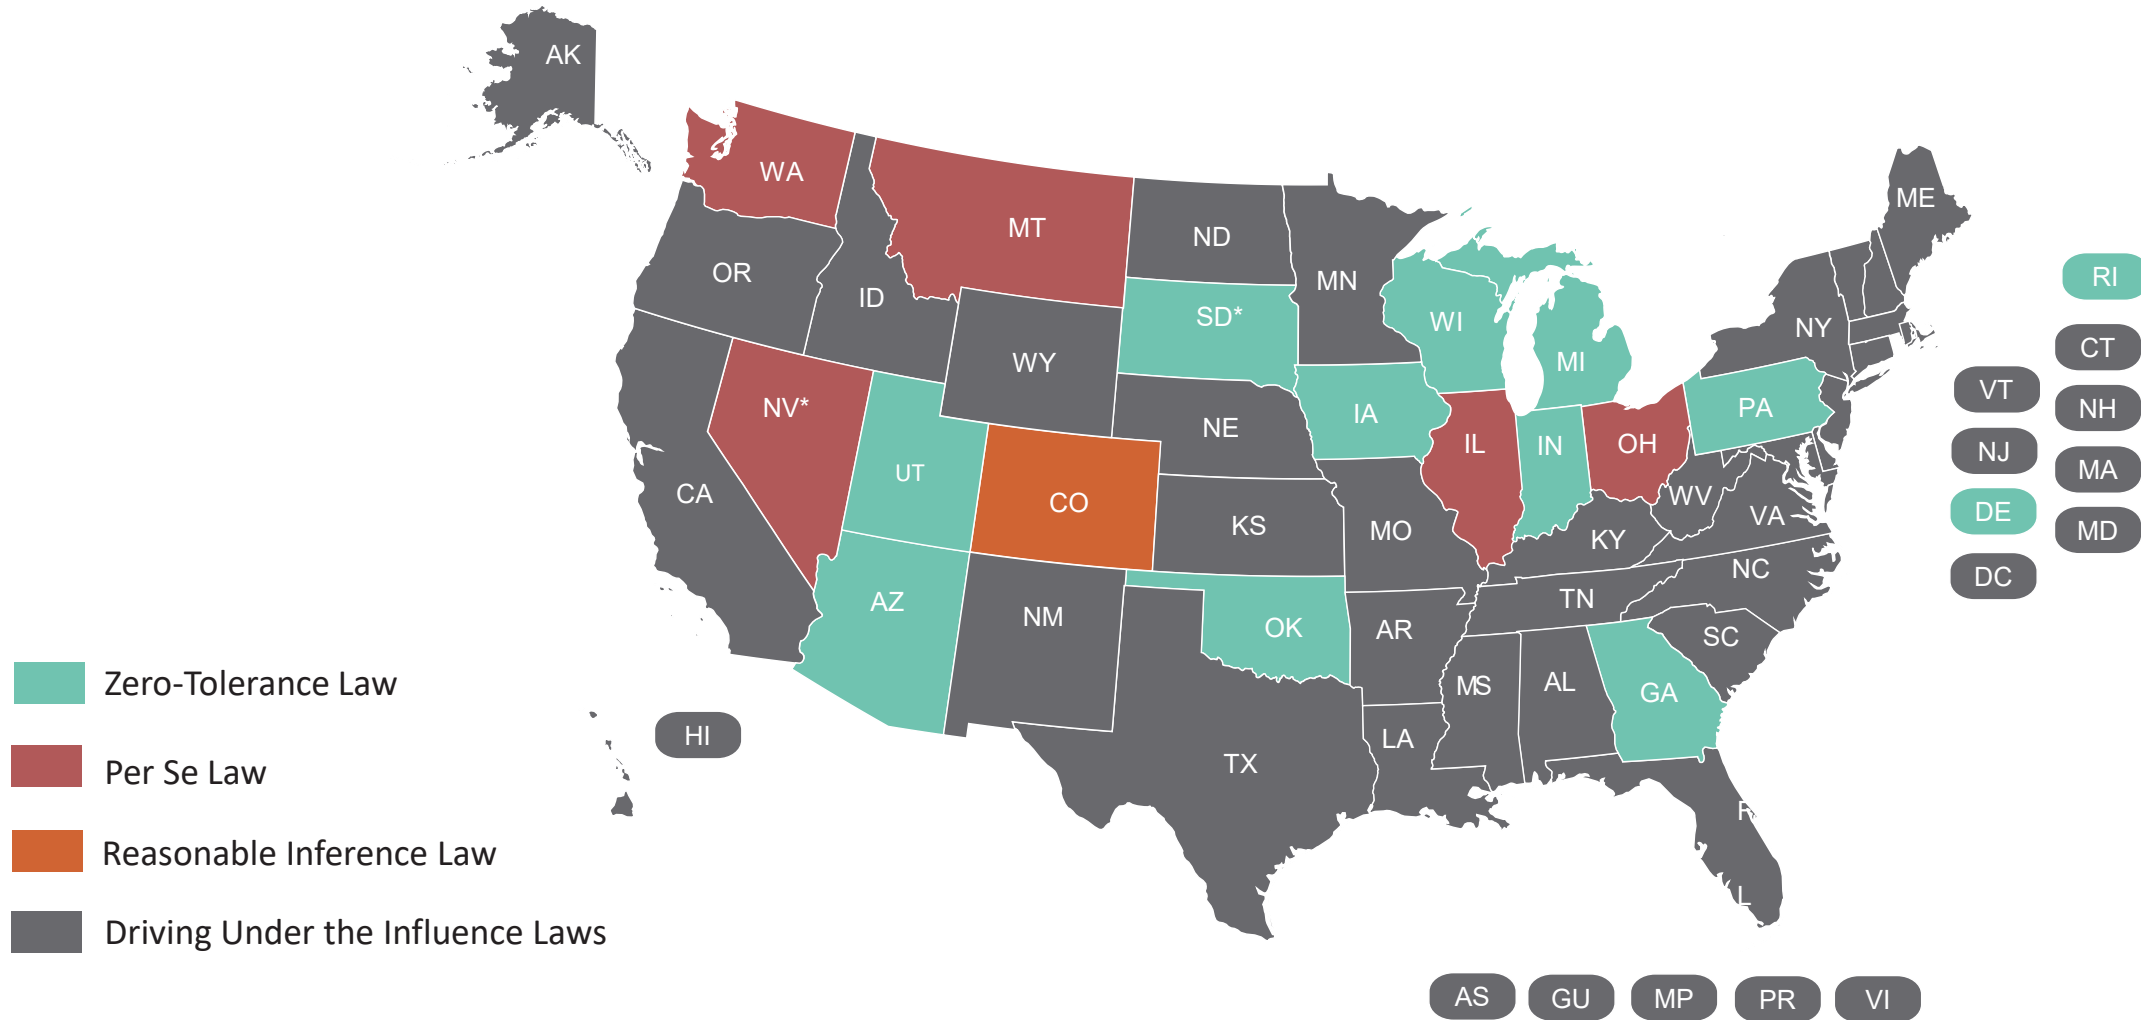 AK
WA
MT
ND
MN
ME
OR
ID
SD*
WI
MI
NY
RI
CT
WY
NV*
UT
NE
IA
IL
IN
OH
PA
VT
NH
NJ
MA
CA
CO
KS
MO
KY
WV
VA
DE
MD
DC
AZ
NM
OK
AR
TN
NC
SC
MS
AL
GA
LA
TX
HI
F
L
Zero-Tolerance Law
Per Se Law
Reasonable Inference Law
Driving Under the Influence Laws
AS
GU
MP
PR
VI